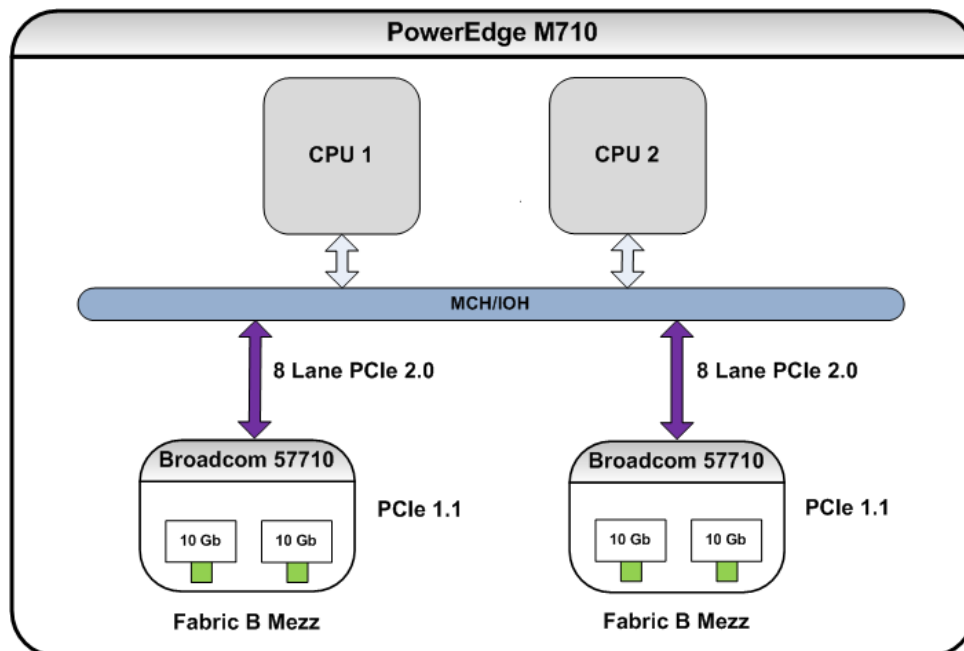 PowerEdge M710
CPU 1
CPU 2
MCH/IOH
8 Lane PCIe 2.0
8 Lane PCIe 2.0
Broadcom 57710
Broadcom 57710
PCIe 1.1
PCIe 1.1
10 Gb
10 Gb
10 Gb
10 Gb
Fabric B Mezz
Fabric B Mezz